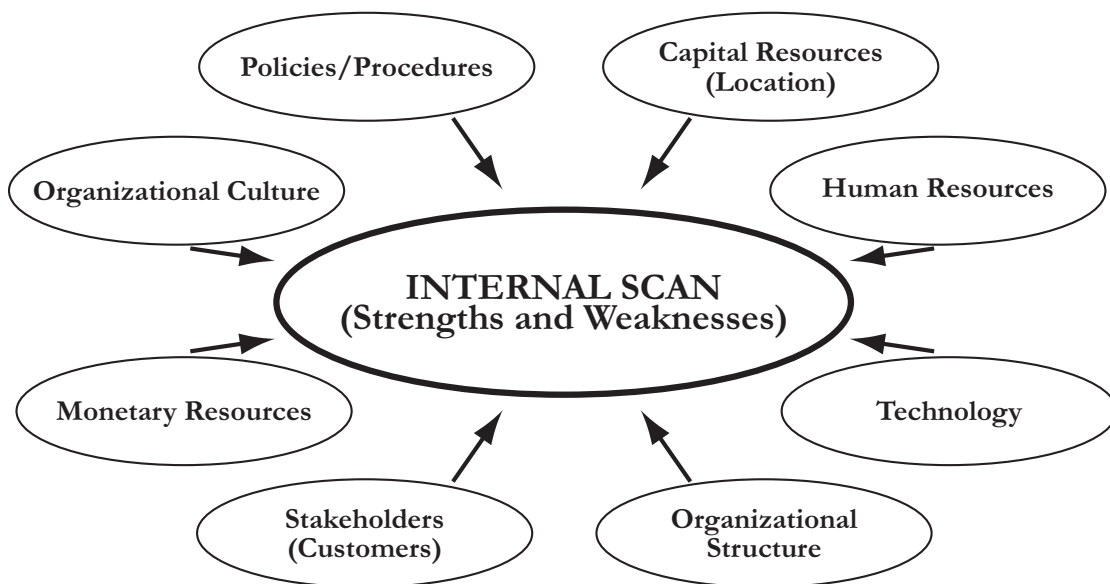 Policies/Procedures
Capital Resources
(Location)
Organizational Culture
Human Resources
INTERNAL SCAN
(Strengths and Weaknesses)
Monetary Resources
Technology
Stakeholders
(Customers)
Organizational
Structure